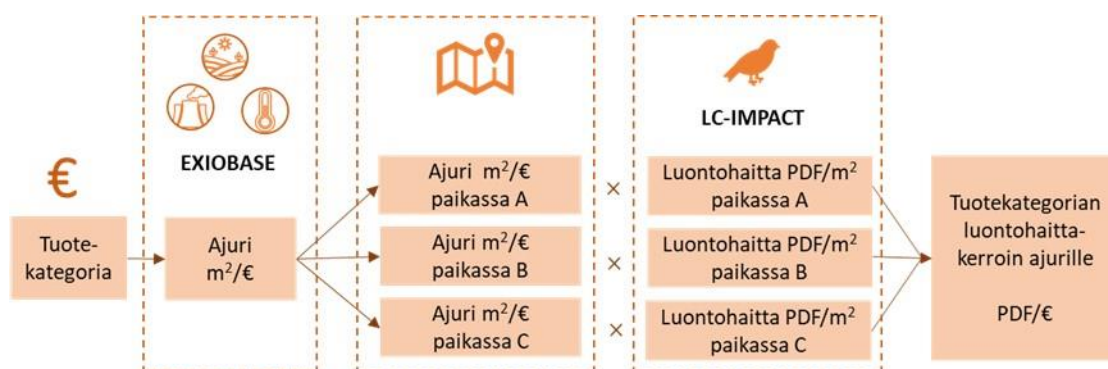 €
Tuote-
kategoria
EXIOBASE
Ajuri
m²/€
Ajuri m²/€
paikassa A
×
Luontohaitta PDF/m²
paikassa A
Ajuri m²/€
paikassa B
×
Luontohaitta PDF/m²
paikassa B
Ajuri m²/€
paikassa C
×
Luontohaitta PDF/m²
paikassa C
LC-IMPACT
Tuotekategorian
luontohaitta-
kerroin ajurille
PDF/€